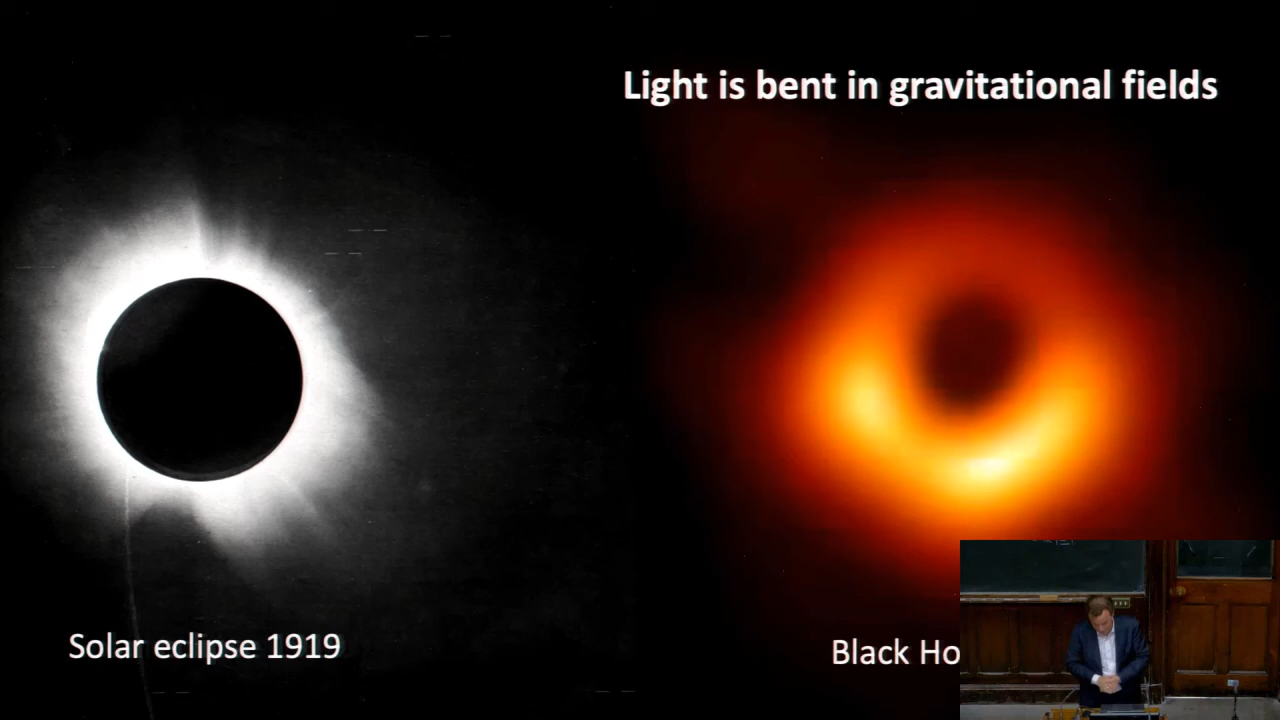 Light is bent in gravitational fields
Solar eclipse 1919
Black Ho